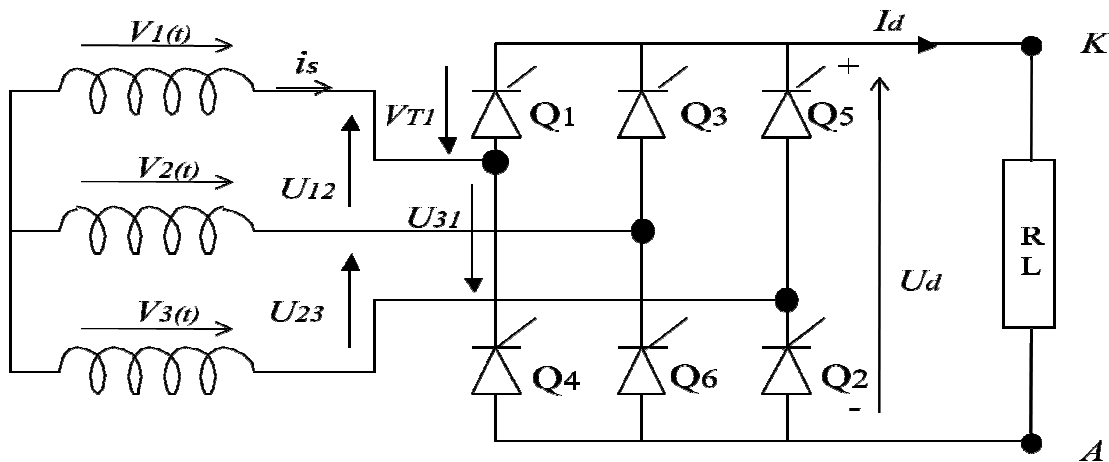 V1(t)
is
VT1
Q1
Q3
Q5
+
Id
K
V2(t)
U12
U31
Ud
R
L
V3(t)
U23
Q4
Q6
Q2
-
A